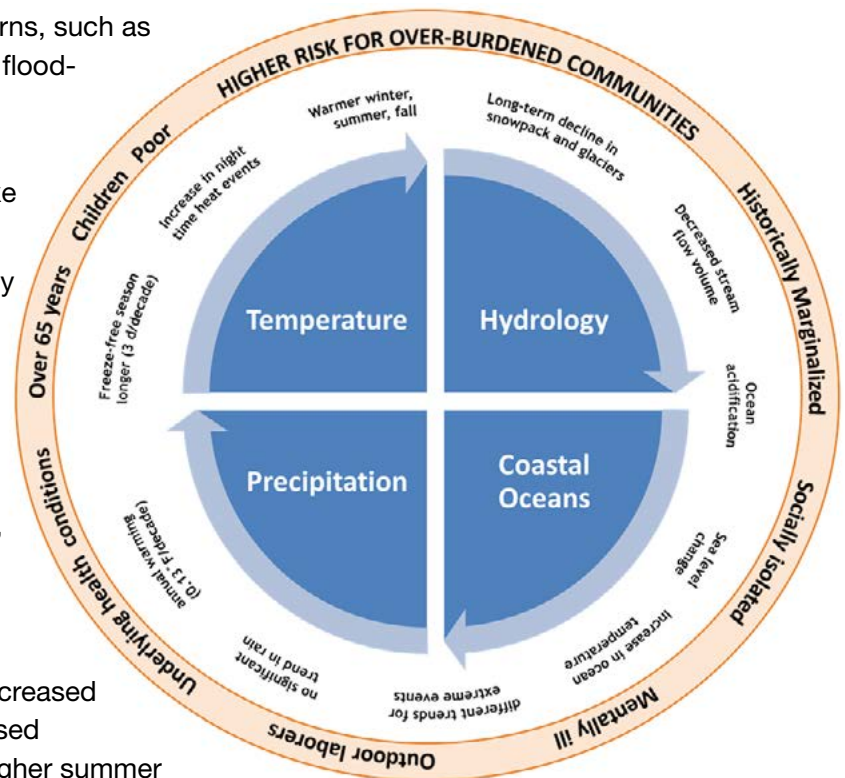 rns, such as
flood-
ke
y
,
creased
sed
gher summer
HIGHER RISK FOR OVER-BURDENED COMMUNITIES
Historically Marginalized
Socially isolated
Mentally ill
Outdoor laborers
Underlying health conditions
Over 65 years
Children
Poor
Warmer winter,
summer, fall
Increase in night
time heat events
Freeze-free season
longer (3 d/decade)
Temperature
Long-term decline in
snowpack and glaciers
Decreased stream
flow volume
Hydrology
Ocean
acidification
Sea level
change
increase in ocean
temperature
Coastal
Oceans
different trends for
extreme events
no significant
trend in rain
annual warming
(0.13°F/decade)
Precipitation